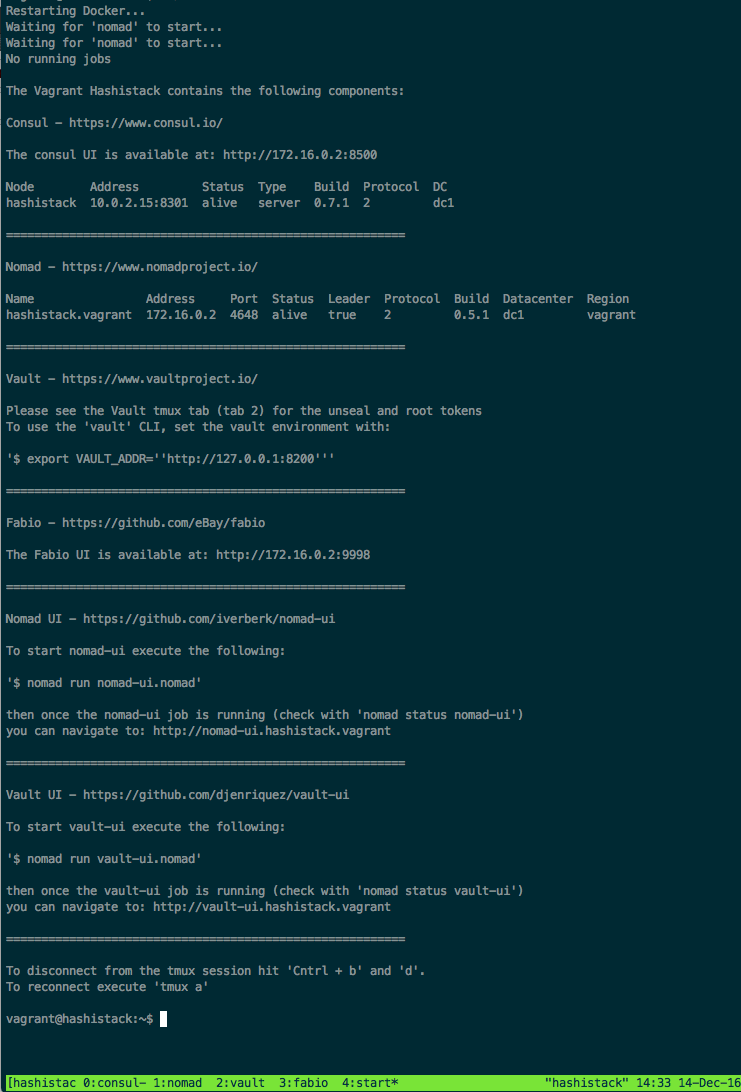 Restarting Docker...
Waiting for 'nomad' to start...
Waiting for 'nomad' to start...
No running jobs
The Vagrant Hashistack contains the following components:
Consul - https://www.consul.io/
The consul UI is available at: http://172.16.0.2:8500
Node        Address         Status  Type    Build  Protocol  DC
hashistack  10.0.2.15:8301  alive   server  0.7.1  2         dc1
=========================================================
Nomad - https://www.nomadproject.io/
Name                Address     Port  Status  Leader  Protocol  Build  Datacenter  Region
hashistack.vagrant  172.16.0.2  4648  alive   true    2         0.5.1  dc1         vagrant
=========================================================
Vault - https://www.vaultproject.io/
Please see the Vault tmux tab (tab 2) for the unseal and root tokens
To use the 'vault' CLI, set the vault environment with:
'$ export VAULT_ADDR=''http://127.0.0.1:8200'''
=========================================================
Fabio - https://github.com/eBay/fabio
The Fabio UI is available at: http://172.16.0.2:9998
=========================================================
Nomad UI - https://github.com/iverberk/nomad-ui
To start nomad-ui execute the following:
'$ nomad run nomad-ui.nomad'
then once the nomad-ui job is running (check with 'nomad status nomad-ui')
you can navigate to: http://nomad-ui.hashistack.vagrant
=========================================================
Vault UI - https://github.com/djenriquez/vault-ui
To start vault-ui execute the following:
'$ nomad run vault-ui.nomad'
then once the vault-ui job is running (check with 'nomad status vault-ui')
you can navigate to: http://vault-ui.hashistack.vagrant
=========================================================
To disconnect from the tmux session hit 'Cntrl + b' and 'd'.
To reconnect execute 'tmux a'
vagrant@hashistack:~$
[hashistac 0:consul- 1:nomad  2:vault  3:fabio  4:start*                     "hashistack" 14:33 14-Dec-16